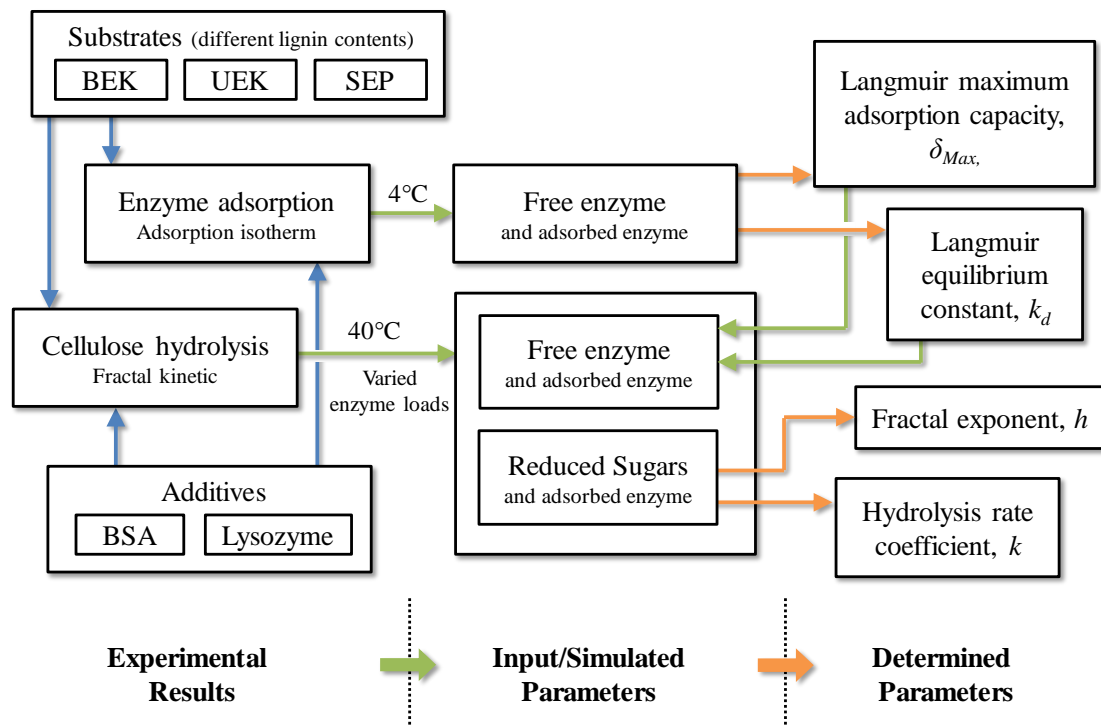 Substrates (different lignin contents)
BEK
UEK
SEP
Langmuir maximum
adsorption capacity,
δMax,
Enzyme adsorption
Adsorption isotherm
4°C
Free enzyme
and adsorbed enzyme
Langmuir
equilibrium
constant, kd
Cellulose hydrolysis
Fractal kinetic
40°C
Varied
enzyme loads
Free enzyme
and adsorbed enzyme
Fractal exponent, h
Reduced Sugars
and adsorbed enzyme
Additives
BSA
Lysozyme
Hydrolysis rate
coefficient, k
Experimental
Results
Input/Simulated
Parameters
Determined
Parameters